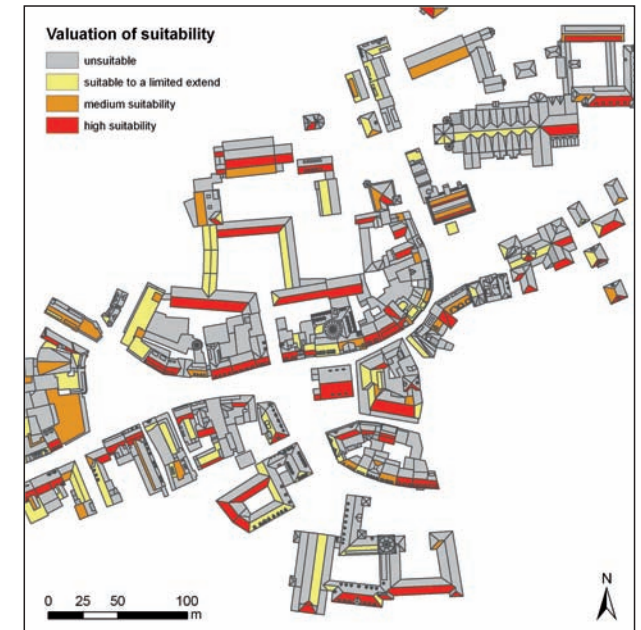 Valuation of suitability
unsuitable
suitable to a limited extend
medium suitability
high suitability
0 25 50 100
m
N